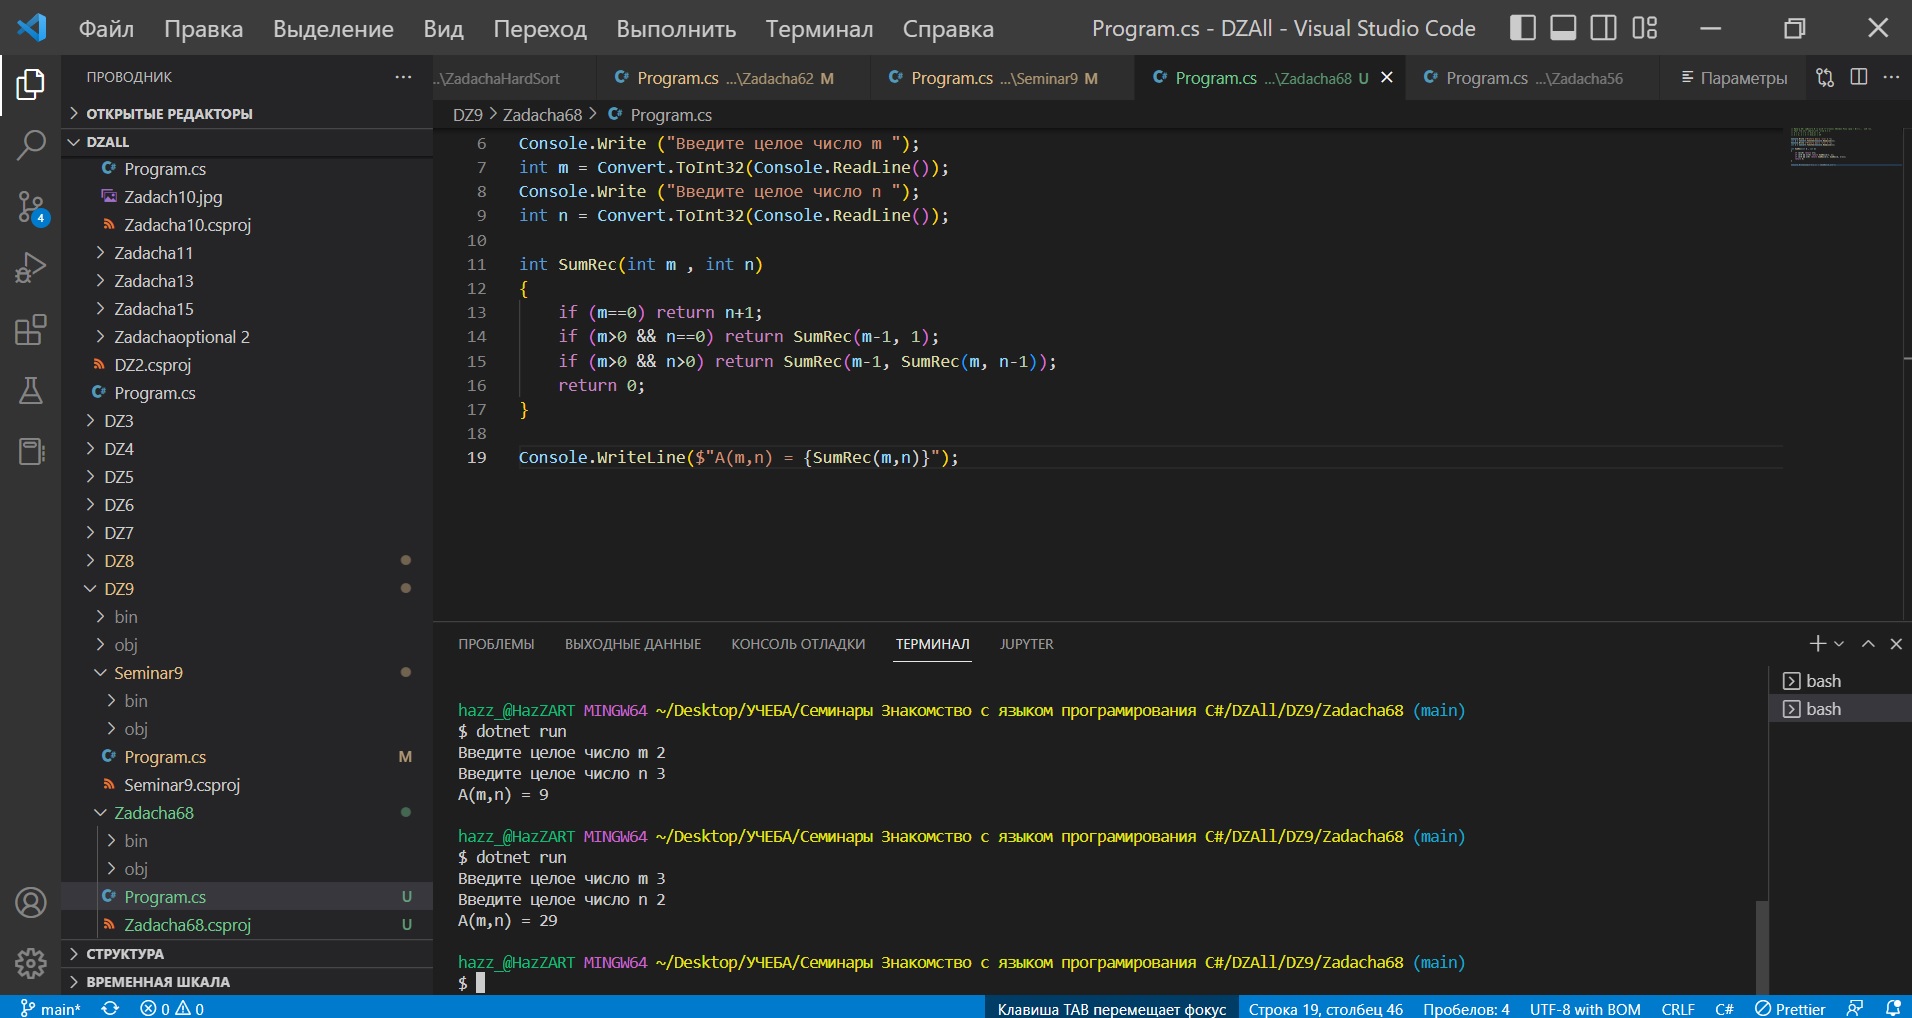 Файл Правка Выделение Вид Переход Выполнить Терминал Справка Program.cs - DZAll - Visual Studio Code
ПРОВОДНИК
ОТКРЫТЫЕ РЕДАКТОРЫ
DZALL
Program.cs
Zadach10.jpg
Zadacha10.csproj
Zadacha11
Zadacha13
Zadacha15
Zadachaoptional 2
DZ2.csproj
Program.cs
DZ3
DZ4
DZ5
DZ6
DZ7
DZ8
DZ9
bin
obj
Seminar9
bin
obj
Program.cs M
Seminar9.csproj
Zadacha68
bin
obj
Program.cs U
Zadacha68.csproj U
СТРУКТУРА
ВРЕМЕННАЯ ШКАЛА
4
..\ZadachaHardSort Program.cs ...\Zadacha62 M Program.cs ...\Seminar9 M Program.cs ...\Zadacha68 U Program.cs ...\Zadacha56 Параметры
DZ9 > Zadacha68 > Program.cs
6 Console.Write ("Введите целое число m ");
7 int m = Convert.ToInt32(Console.ReadLine());
8 Console.Write ("Введите целое число n ");
9 int n = Convert.ToInt32(Console.ReadLine());
10
11 int SumRec(int m , int n)
12 {
13 if (m==0) return n+1;
14 if (m>0 && n==0) return SumRec(m-1, 1);
15 if (m>0 && n>0) return SumRec(m-1, SumRec(m, n-1));
16 return 0;
17 }
18
19 Console.WriteLine($"A(m,n) = {SumRec(m,n)}");
ПРОБЛЕМЫ ВЫХОДНЫЕ ДАННЫЕ КОНСОЛЬ ОТЛАДКИ ТЕРМИНАЛ JUPYTER
bash
bash
hazz_@HazZART MINGW64 ~/Desktop/УЧЕБА/Семинары Знакомство с языком програмирования C#/DZAll/DZ9/Zadacha68 (main)
$ dotnet run
Введите целое число m 2
Введите целое число n 3
A(m,n) = 9
hazz_@HazZART MINGW64 ~/Desktop/УЧЕБА/Семинары Знакомство с языком програмирования C#/DZAll/DZ9/Zadacha68 (main)
$ dotnet run
Введите целое число m 3
Введите целое число n 2
A(m,n) = 29
hazz_@HazZART MINGW64 ~/Desktop/УЧЕБА/Семинары Знакомство с языком програмирования C#/DZAll/DZ9/Zadacha68 (main)
$
main* 0 0 Клавиша TAB перемещает фокус Строка 19, столбец 46 Пробелов: 4 UTF-8 with BOM CRLF C# Prettier